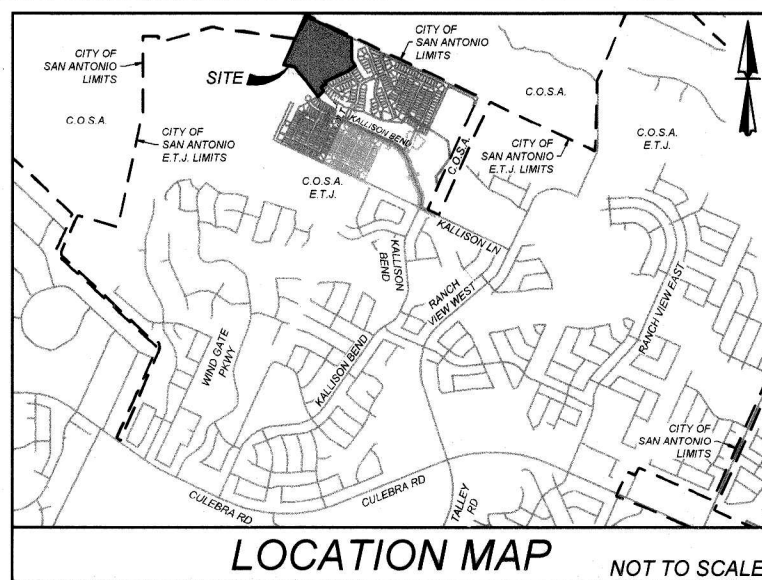 CITY OF
SAN ANTONIO
LIMITS
CITY OF
SAN ANTONIO
LIMITS
SITE
C.O.S.A.
C.O.S.A.
CITY OF
SAN ANTONIO
E.T.J. LIMITS
KALLISON BEND
C.O.S.A.
CITY OF
SAN ANTONIO
E.T.J. LIMITS
C.O.S.A.
E.T.J.
C.O.S.A.
E.T.J.
KALLISON LN
KALLISON
BEND
RANCH
VIEW WEST
RANCH VIEW EAST
WIND GATE
PKWY
KALLISON BEND
CITY OF
SAN ANTONIO
LIMITS
CULEBRA RD
CULEBRA RD
TALLEY
RD
LOCATION MAP
NOT TO SCALE